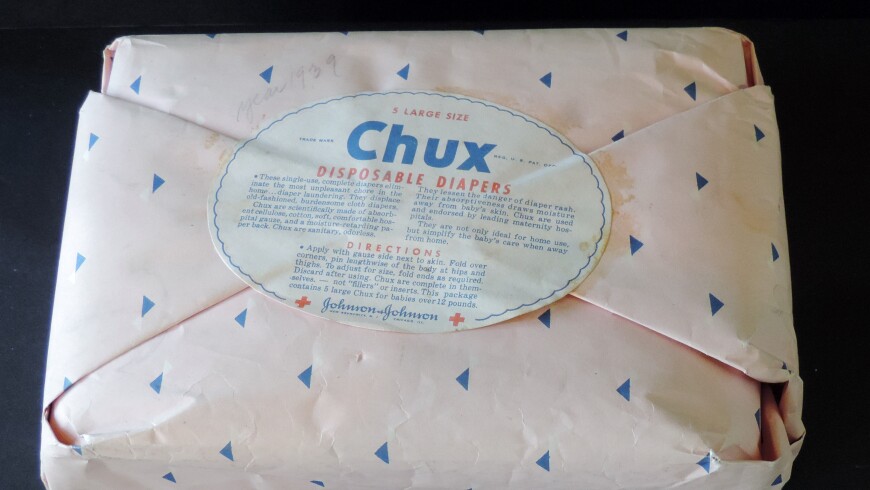 year 1939
5 LARGE SIZE
TRADE MARK
Chux
REG. U. S. PAT. OFF.
DISPOSABLE DIAPERS
• These single-use, complete diapers elim-
inate the most unpleasant chore in the
home... diaper laundering. They displace
old-fashioned, burdensome cloth diapers.
Chux are scientifically made of absorb-
ent cellulose, cotton, soft, comfortable hos-
pital gauze, and a moisture-retarding pa-
per back. Chux are sanitary, odorless.
They lessen the danger of diaper rash.
Their absorptiveness draws moisture
away from baby's skin. Chux are used
and endorsed by leading maternity hos-
pitals.
They are not only ideal for home use,
but simplify the baby's care when away
from home.
DIRECTIONS
• Apply with gauze side next to skin. Fold over
corners, pin lengthwise of the body at hips and
thighs. To adjust for size, fold ends as required.
Discard after using. Chux are complete in them-
selves, — not "fillers" or inserts. This package
contains 5 large Chux for babies over 12 pounds.
Johnson & Johnson
NEW BRUNSWICK, N. J. CHICAGO, ILL.